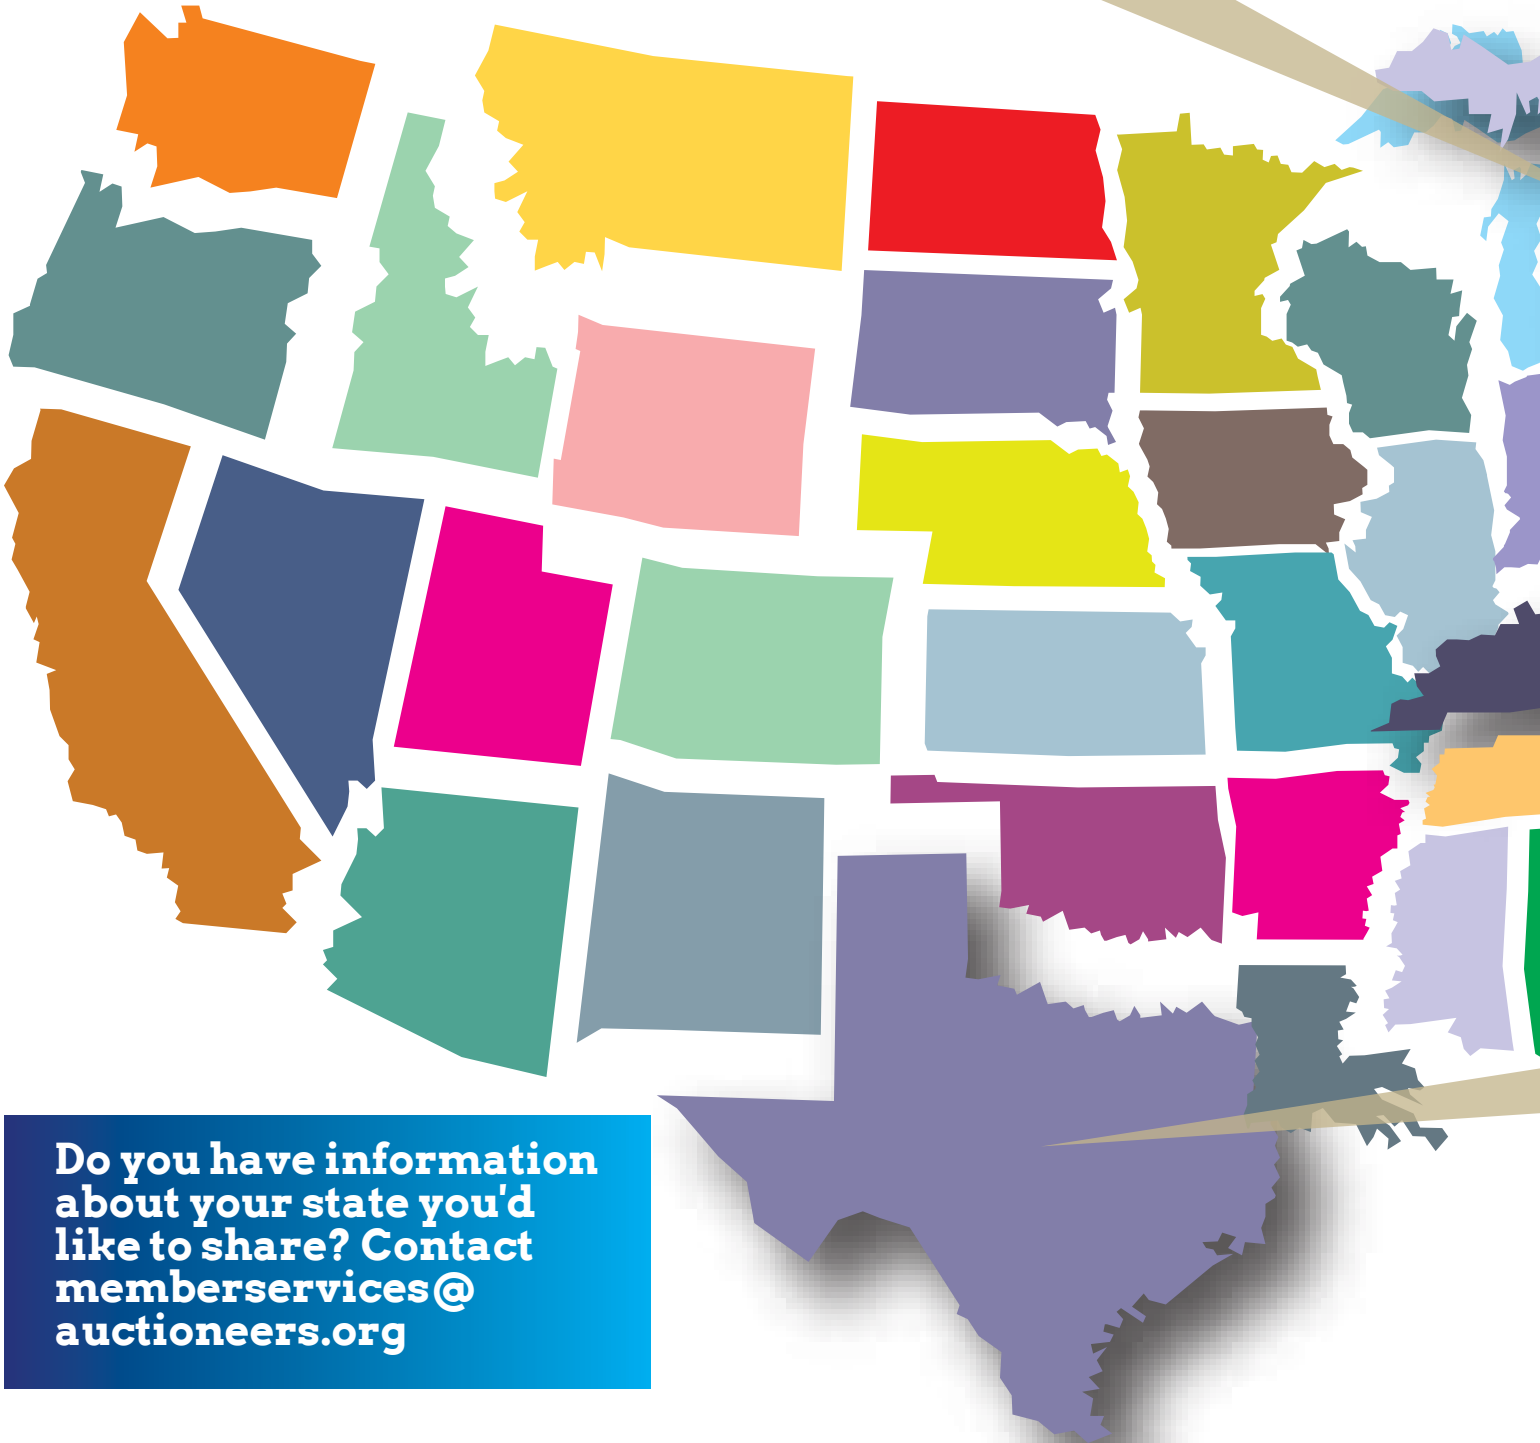 Do you have information
about your state you'd
like to share? Contact
memberservices@
auctioneers.org